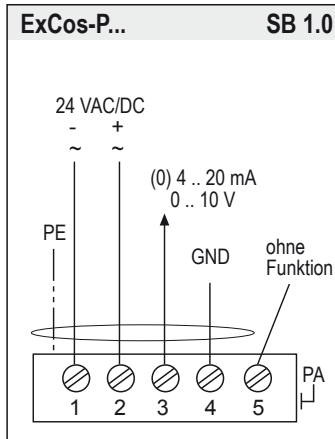 ExCos-P... SB 1.0
24 VAC/DC
- +
~ ~
(0) 4 .. 20 mA
0 .. 10 V
PE
GND
ohne
Funktion
PA
1 2 3 4 5